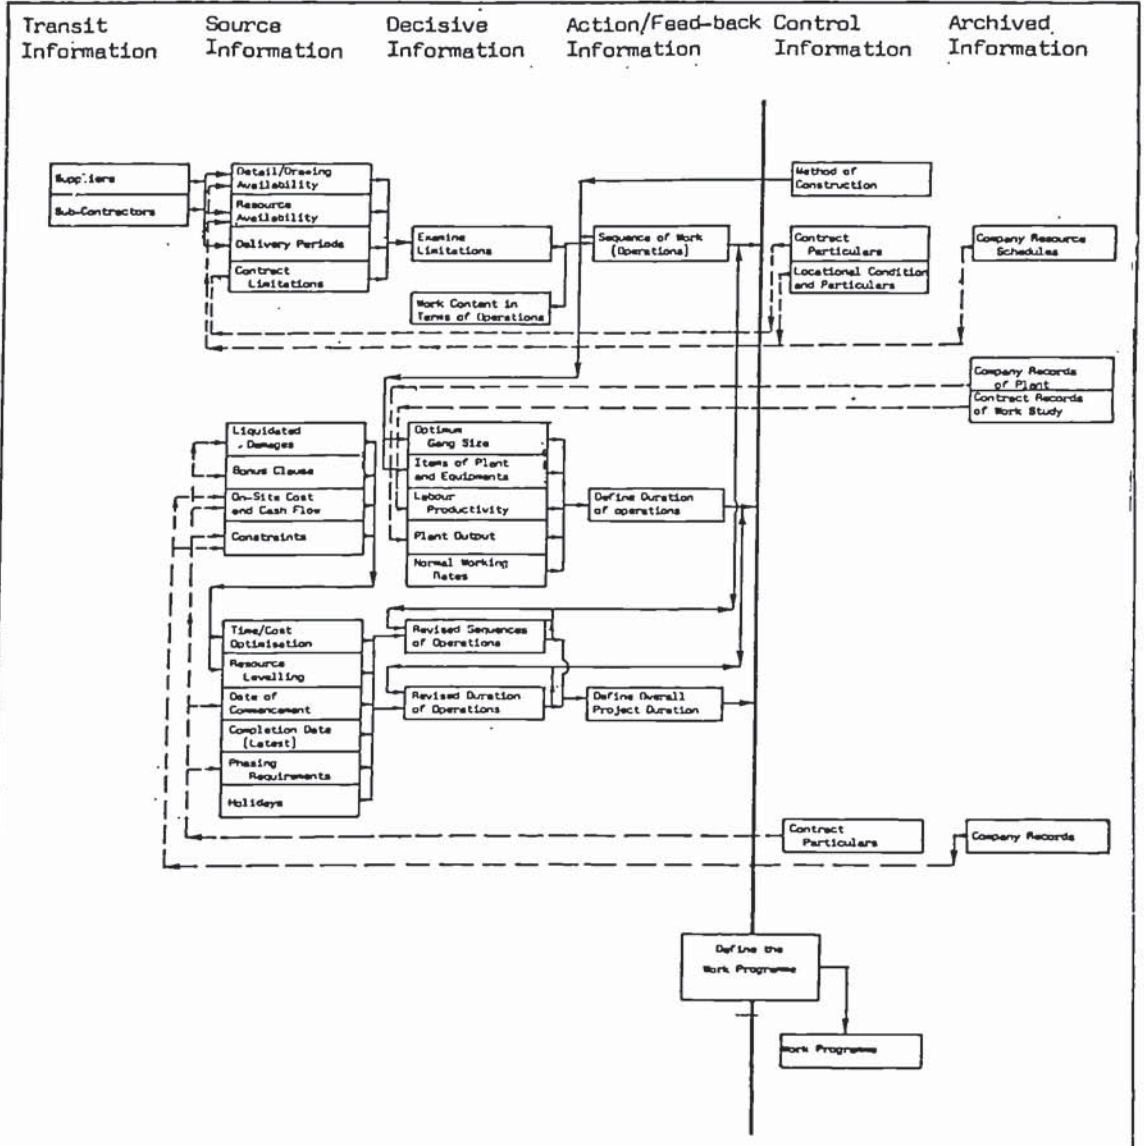 Transit Information
Source Information
Decisive Information
Action/Feed-back Information
Control Information
Archived Information
Suppliers
Sub-Contractors
Detail/Drawing
Availability
Resource
Availability
Delivery Periods
Contract
Limitations
Examine
Limitations
Work Content in
Terms of Operations
Sequence of Work
(Operations)
Method of
Construction
Contract
Particulars
Locational Condition
and Particulars
Company Resource
Schedules
Company Records
of Plant
Contract Records
of Work Study
Liquidated
Damages
Bonus Clause
On-Site Cost
and Cash Flow
Constraints
Optimum
Gang Size
Items of Plant
and Equipments
Labour
Productivity
Plant Output
Normal Working
Rates
Define Duration
of operations
Time/Cost
Optimisation
Resource
Levelling
Date of
Commencement
Completion Date
(Latest)
Phasing
Requirements
Holidays
Revised Sequences
of Operations
Revised Duration
of Operations
Define Overall
Project Duration
Contract
Particulars
Company Records
Define the
Work Programme
Work Programme